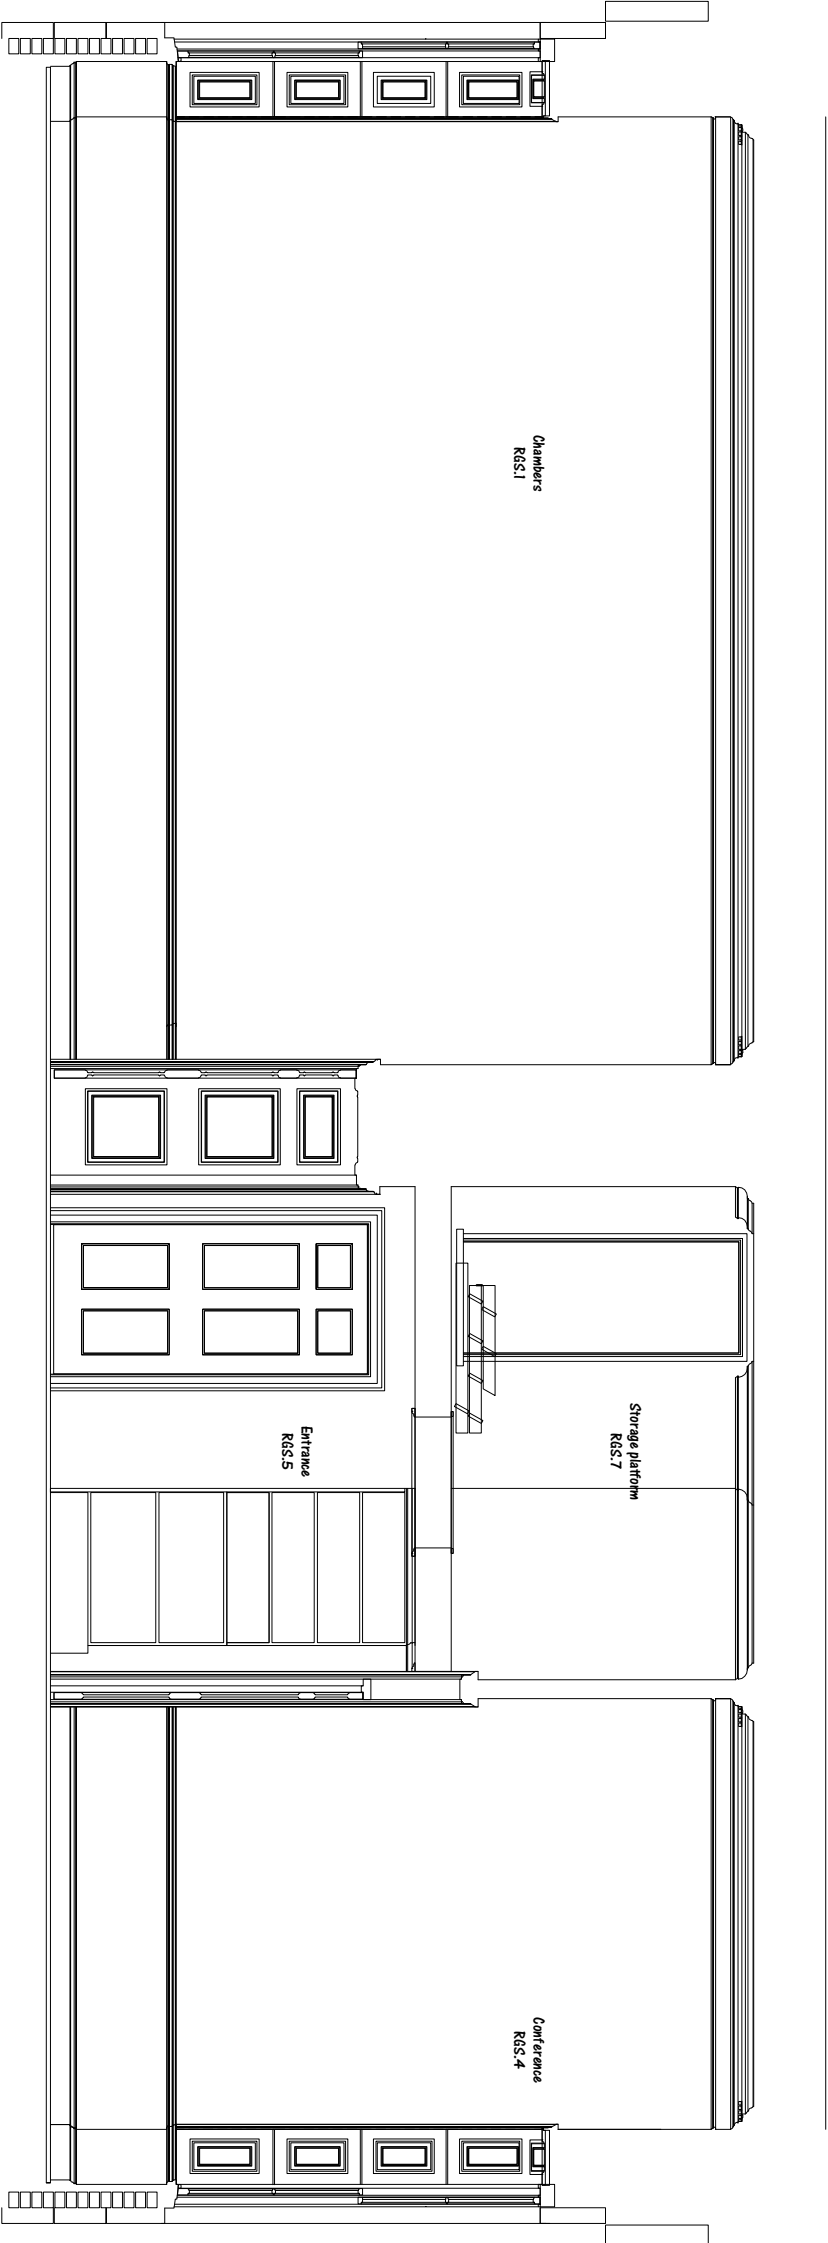 Chambers
RGS.1
Storage platform
RGS.7
Entrance
RGS.5
Conference
RGS.4